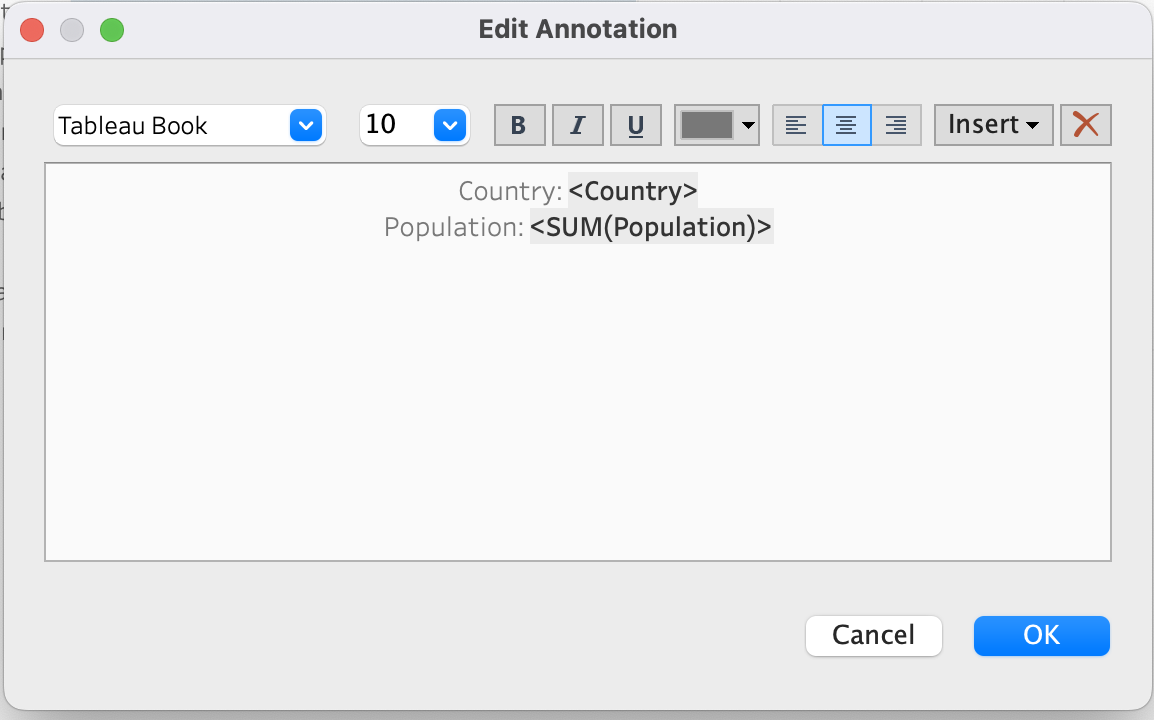 Edit Annotation
Tableau Book 10 B I U Insert
Country: <Country>
Population: <SUM(Population)>
Cancel OK